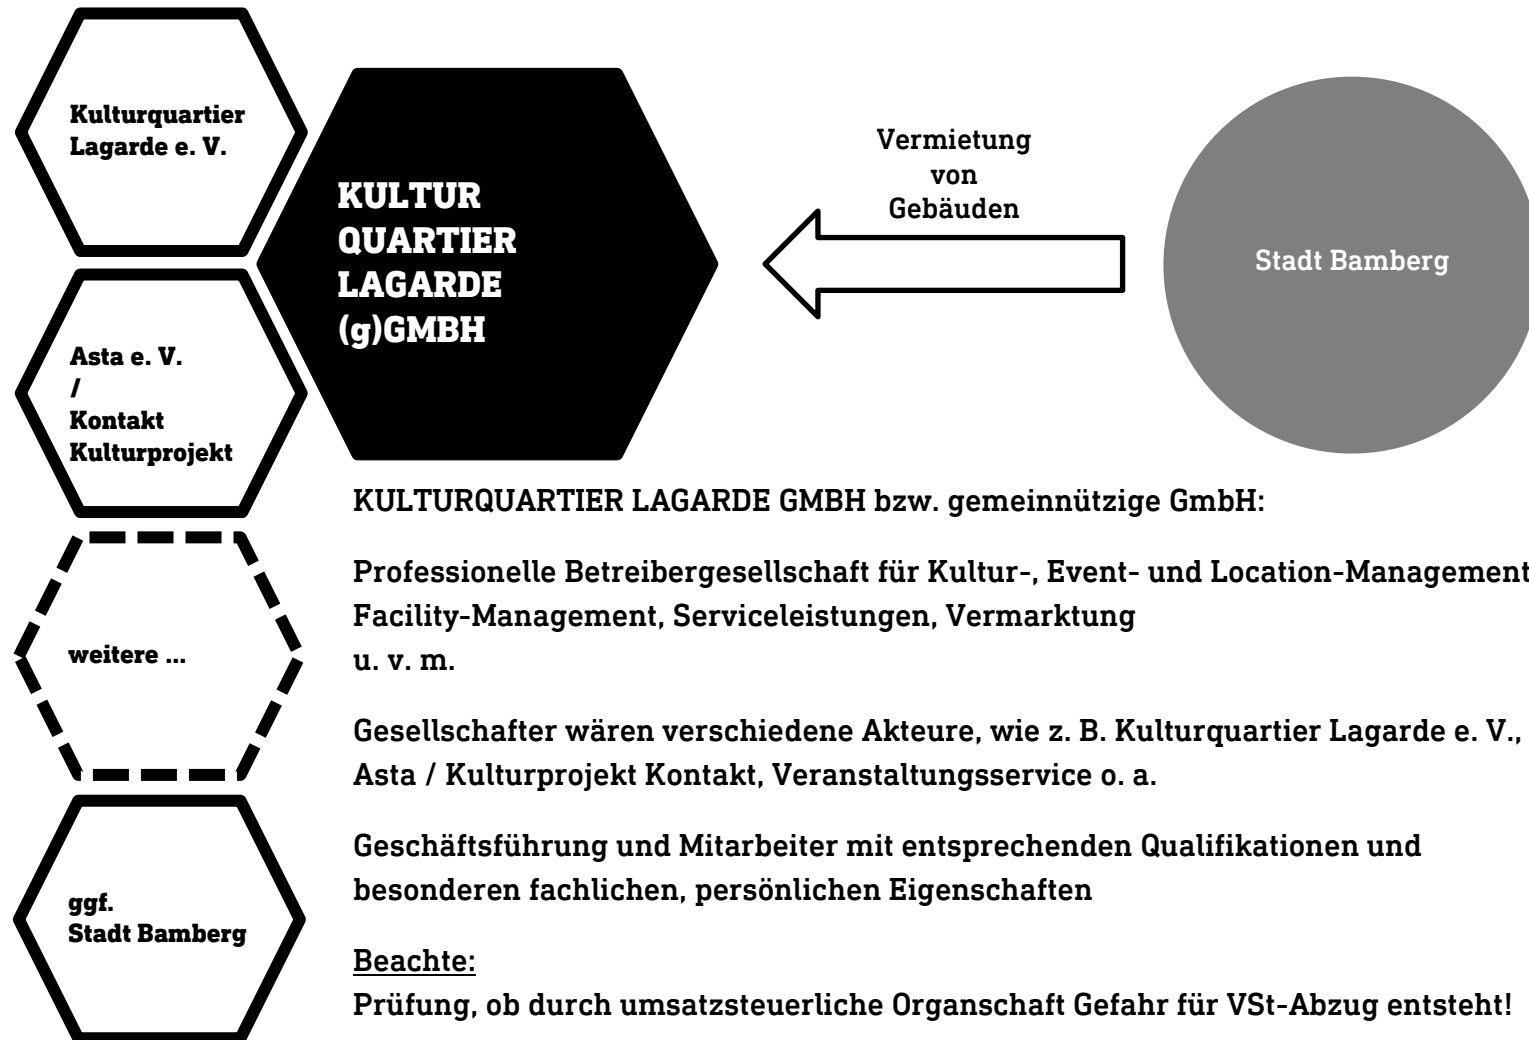 Kulturquartier
Lagarde e. V.
KULTUR
QUARTIER
LAGARDE
(g)GMBH
Vermietung
von
Gebäuden
Stadt Bamberg
Asta e. V.
/
Kontakt
Kulturprojekt
weitere ...
ggf.
Stadt Bamberg
KULTURQUARTIER LAGARDE GMBH bzw. gemeinnützige GmbH:
Professionelle Betreibergesellschaft für Kultur-, Event- und Location-Management
Facility-Management, Serviceleistungen, Vermarktung
u. v. m.
Gesellschafter wären verschiedene Akteure, wie z. B. Kulturquartier Lagarde e. V.,
Asta / Kulturprojekt Kontakt, Veranstaltungsservice o. a.
Geschäftsführung und Mitarbeiter mit entsprechenden Qualifikationen und
besonderen fachlichen, persönlichen Eigenschaften
Beachte:
Prüfung, ob durch umsatzsteuerliche Organschaft Gefahr für VSt-Abzug entsteht!